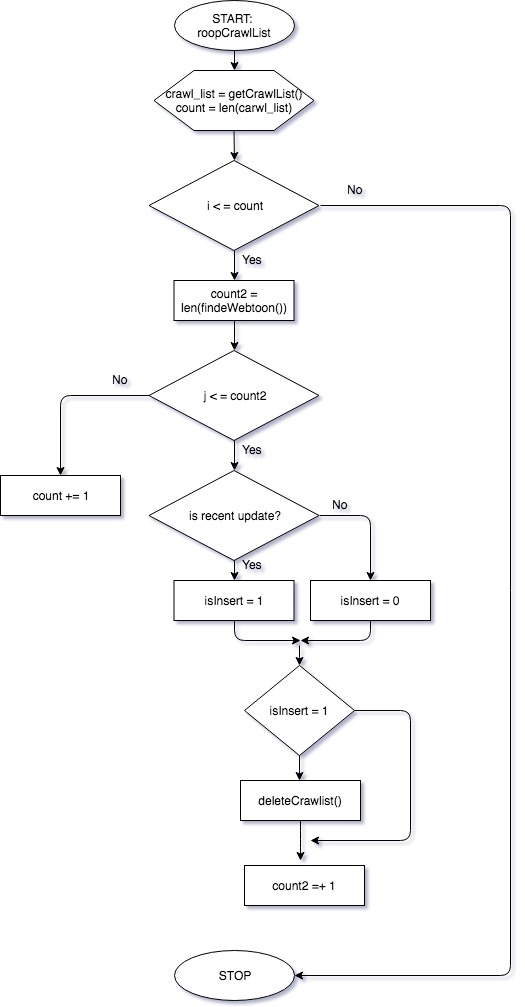 START:
roopCrawlList
crawl_list = getCrawlList()
count = len(carwl_list)
i < = count
No
Yes
count2 =
len(findeWebtoon())
j < = count2
No
Yes
count += 1
is recent update?
No
Yes
isInsert = 1
isInsert = 0
isInsert = 1
deleteCrawlist()
count2 =+ 1
STOP